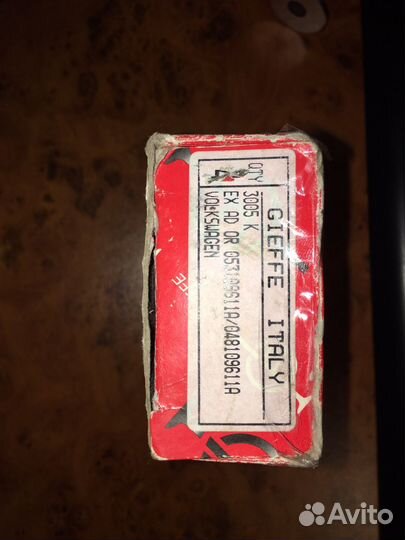 GIEFFE ITALY
QTY 3005 K
4 EX AD OR 053109611A/048109611A
VOLKSWAGEN
Avito